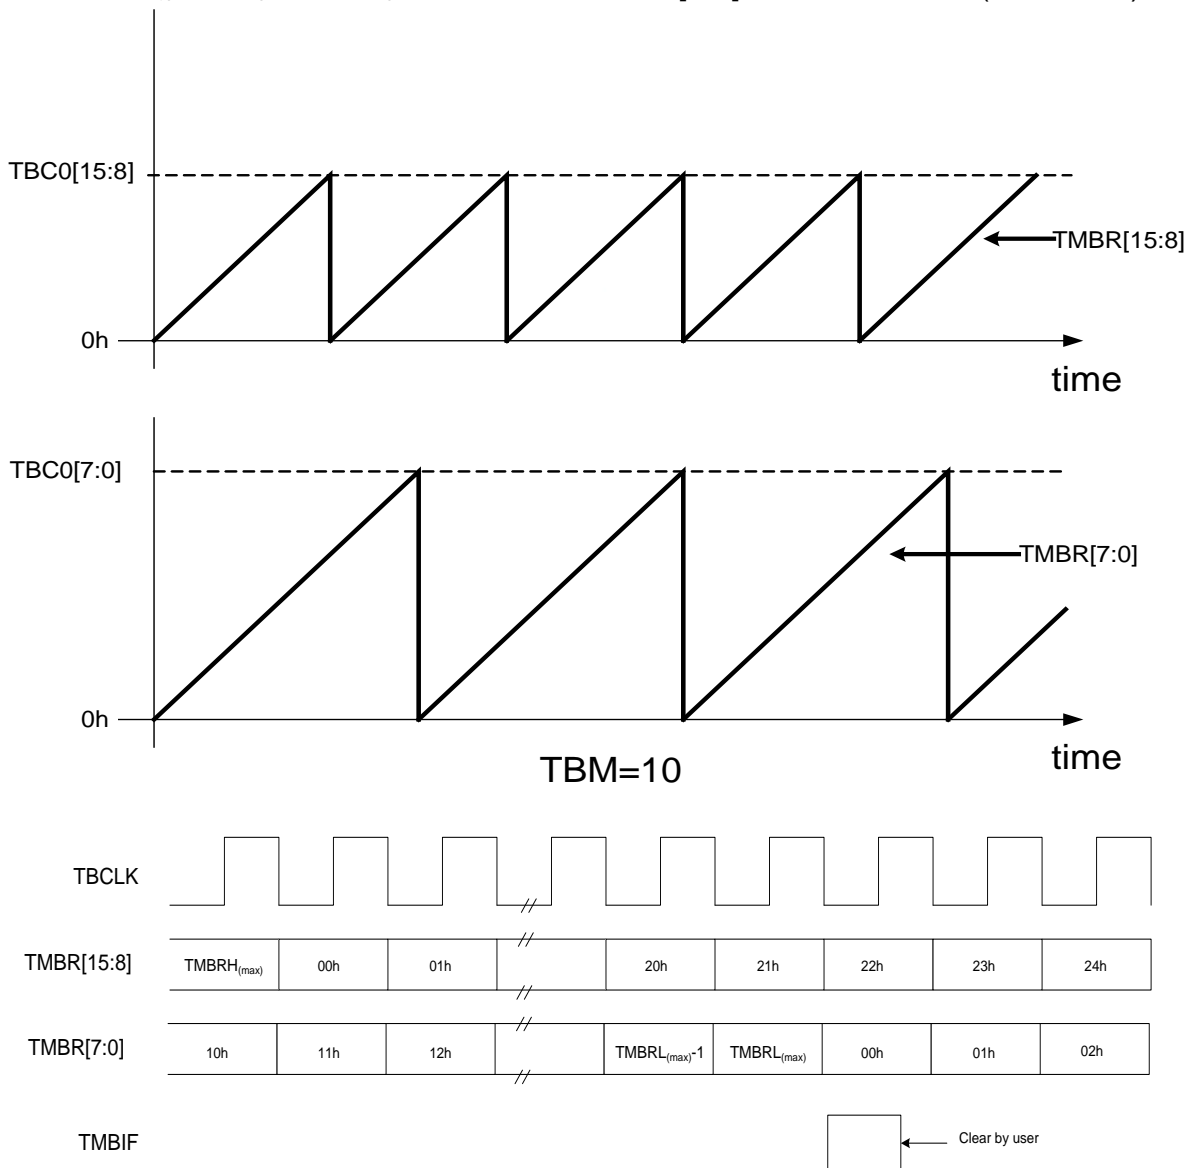 TBC0[15:8]
TMBR[15:8]
0h
time
TBC0[7:0]
TMBR[7:0]
0h
time
TBM=10
TBCLK
TMBR[15:8] TMBRH(max) 00h 01h 20h 21h 22h 23h 24h
TMBR[7:0] 10h 11h 12h TMBRL(max)-1 TMBRL(max) 00h 01h 02h
TMBIF Clear by user